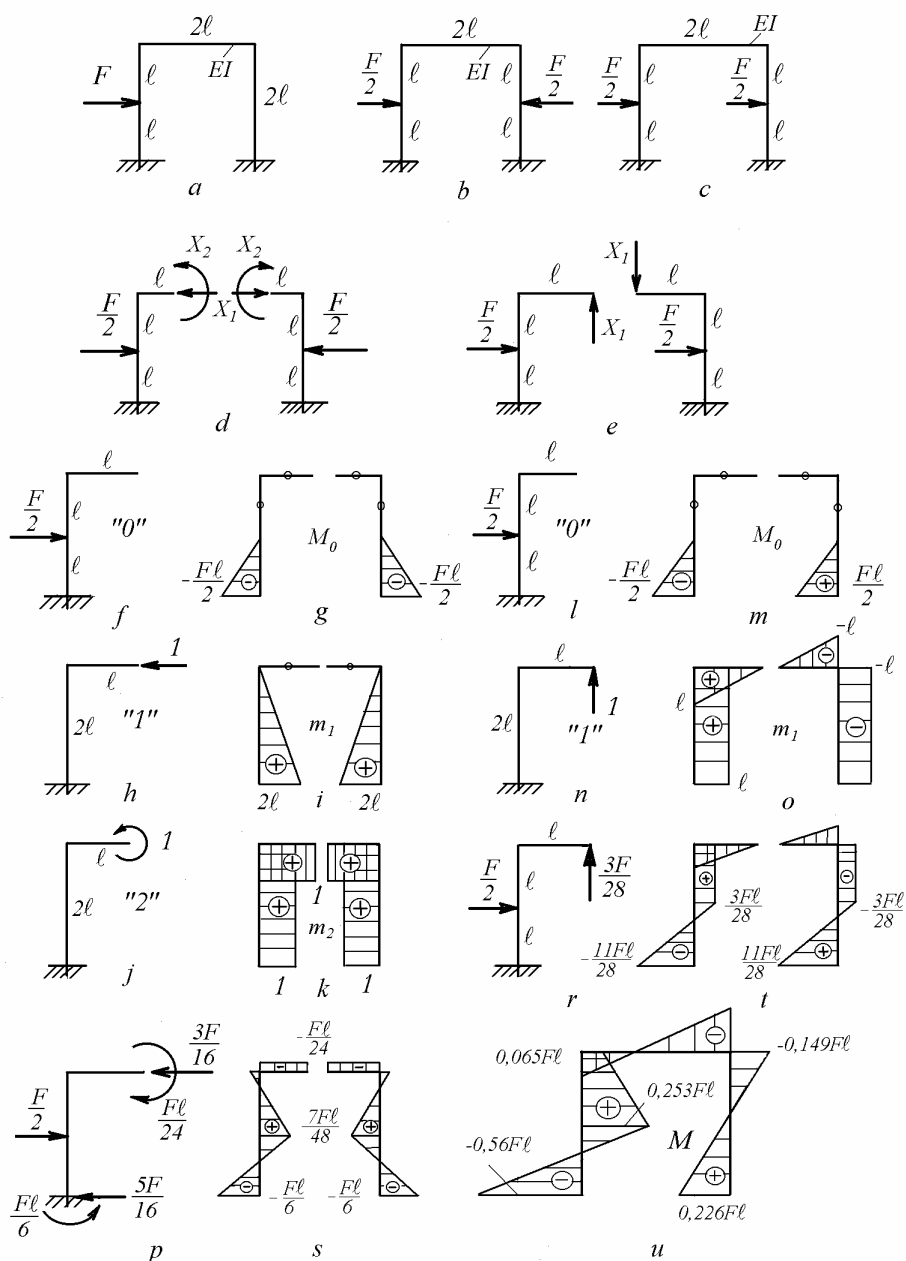 2ℓ
EI
F
ℓ
ℓ
2ℓ
a
2ℓ
EI
F/2
ℓ
ℓ
ℓ
ℓ
F/2
b
2ℓ
EI
F/2
ℓ
ℓ
F/2
ℓ
ℓ
c
X₂ X₂
ℓ ℓ
X₁
F/2
ℓ
ℓ
ℓ
ℓ
F/2
d
X₁
ℓ ℓ
X₁
F/2
ℓ
ℓ
F/2
ℓ
ℓ
e
ℓ
F/2
ℓ
ℓ
"0"
f
M₀
-Fℓ/2 -Fℓ/2
g
ℓ
F/2
ℓ
ℓ
"0"
l
M₀
-Fℓ/2 Fℓ/2
m
1
ℓ
2ℓ
"1"
h
m₁
2ℓ 2ℓ
i
ℓ
2ℓ
1
"1"
n
-ℓ
-ℓ
ℓ
m₁
ℓ
o
1
ℓ
2ℓ
"2"
j
1
m₂
1 1
k
ℓ
F/2
ℓ
ℓ
3F/28
r
3Fℓ/28 -3Fℓ/28
-11Fℓ/28 11Fℓ/28
t
3F/16
F/2
Fℓ/24
5F/16
Fℓ/6
p
-Fℓ/24
7Fℓ/48
-Fℓ/6 -Fℓ/6
s
0,065Fℓ -0,149Fℓ
0,253Fℓ
-0,56Fℓ
M
0,226Fℓ
u